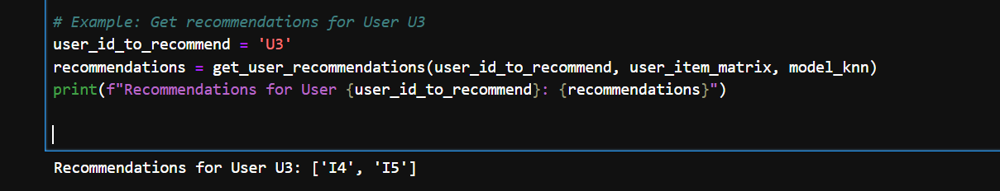 # Example: Get recommendations for User U3
user_id_to_recommend = 'U3'
recommendations = get_user_recommendations(user_id_to_recommend, user_item_matrix, model_knn)
print(f"Recommendations for User {user_id_to_recommend}: {recommendations}")
Recommendations for User U3: ['I4', 'I5']